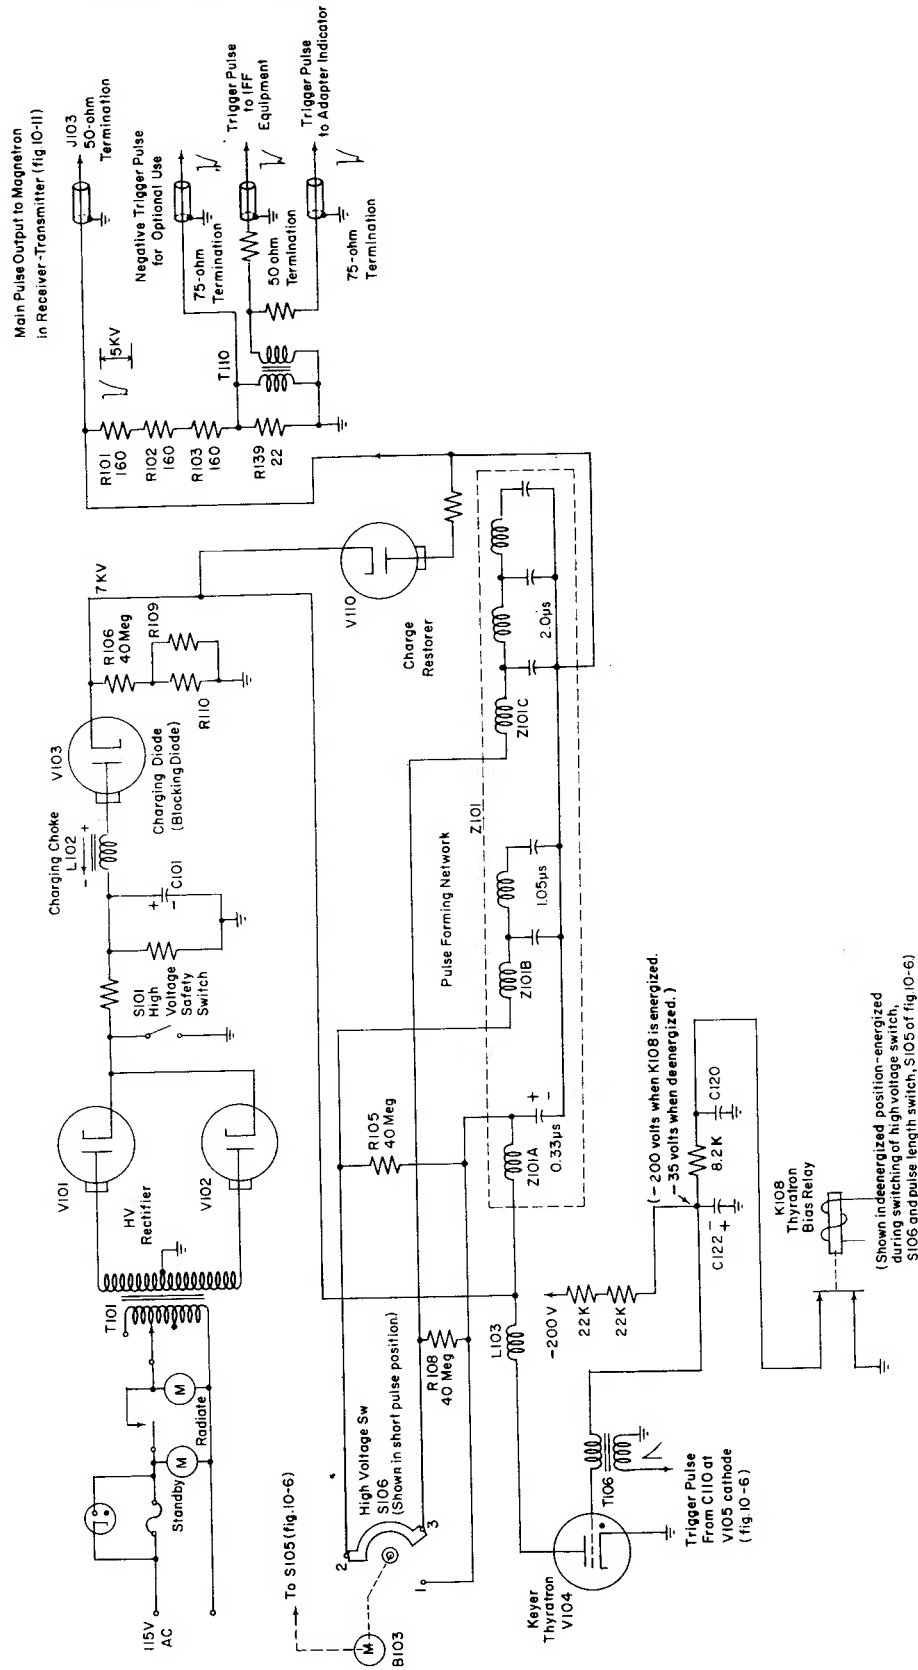 Main Pulse Output to Magnetron
in Receiver-Transmitter (fig. 10-11)
J103
50-ohm
Termination
5KV
R101
160
R102
160
R103
160
R139
22
T110
Negative Trigger Pulse
for Optional Use
75-ohm
Termination
Trigger Pulse
to IFF
Equipment
50 ohm
Termination
Trigger Pulse
to Adapter Indicator
75-ohm
Termination
7KV
R106
40 Meg
R109
R110
V103
Charging Diode
(Blocking Diode)
Charging Choke
L102
- +
+
-
C101
S101
High
Voltage
Safety
Switch
V101
HV
Rectifier
V102
T101
M
Radiate
M
Standby
115V
AC
V110
Charge
Restorer
Pulse Forming Network
Z101
Z101C
2.0µs
Z101B
1.05µs
Z101A
0.33µs
+
-
R105
40 Meg
R108
40 Meg
High Voltage Sw
S106
(Shown in short pulse position)
2
3
1
To S105 (fig. 10-6)
M
B103
L103
-200V
22K
22K
(-200 volts when K108 is energized.
-35 volts when deenergized.)
8.2K
C120
C122
-
+
K108
Thyratron
Bias Relay
(Shown in deenergized position-energized
during switching of high voltage switch,
S106 and pulse length switch, S105 of fig. 10-6)
T106
Trigger Pulse
From C110 at
V105 cathode
(fig. 10-6)
Keyer
Thyratron
V104